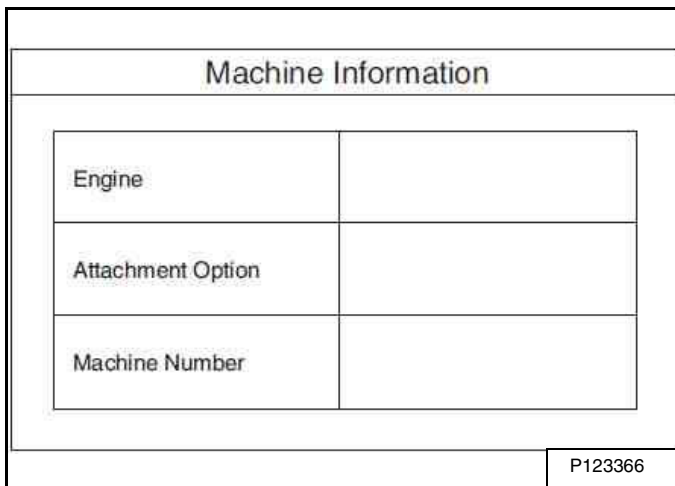 Machine Information
Engine
Attachment Option
Machine Number
P123366